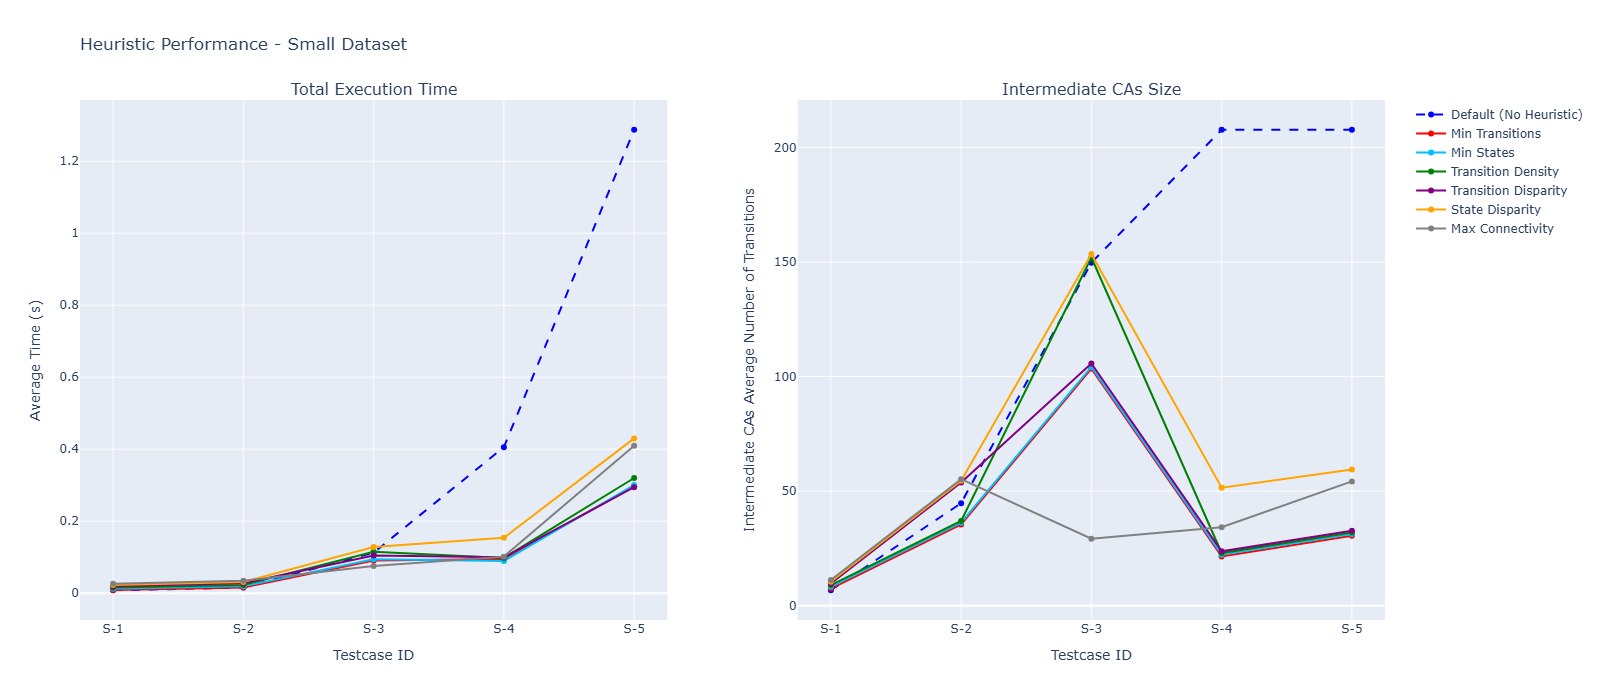 Heuristic Performance - Small Dataset
Total Execution Time
Average Time (s)
1.2
1
0.8
0.6
0.4
0.2
0
S-1
S-2
S-3
S-4
S-5
Testcase ID
Intermediate CAs Size
Intermediate CAs Average Number of Transitions
200
150
100
50
0
S-1
S-2
S-3
S-4
S-5
Testcase ID
Default (No Heuristic)
Min Transitions
Min States
Transition Density
Transition Disparity
State Disparity
Max Connectivity